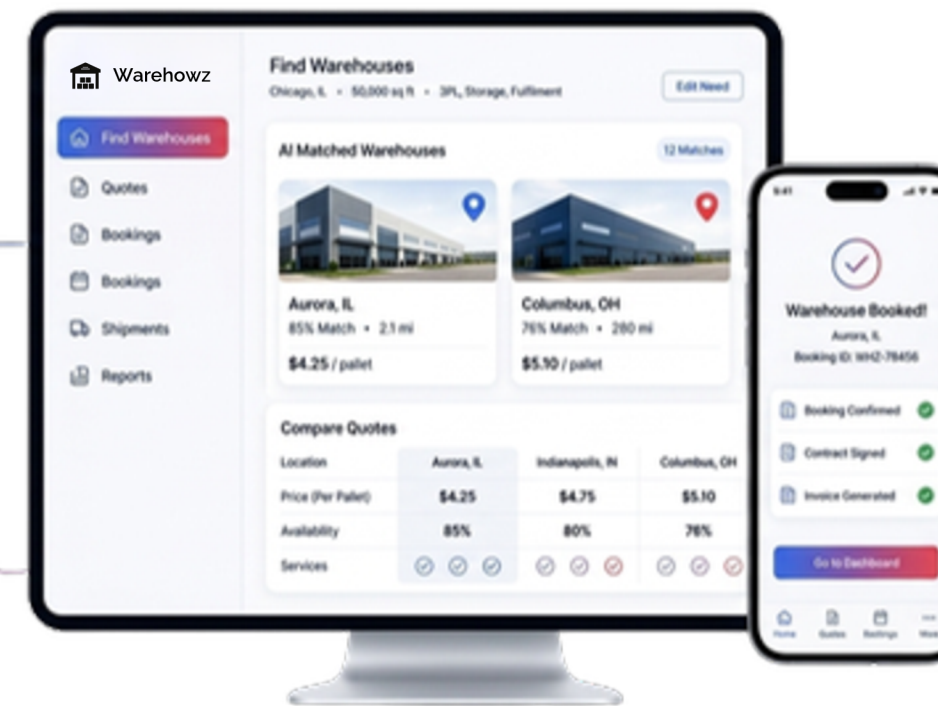 Warehowz
Find Warehouses
Quotes
Bookings
Bookings
Shipments
Reports
Find Warehouses
Chicago, IL • 50,000 sq ft • 3PL, Storage, Fulfilment
Edit Need
AI Matched Warehouses
12 Matches
Aurora, IL
85% Match • 2.1 mi
$4.25 / pallet
Columbus, OH
76% Match • 280 mi
$5.10 / pallet
Compare Quotes
Location Aurora, IL Indianapolis, IN Columbus, OH
Price (Per Pallet) $4.25 $4.75 $5.10
Availability 85% 80% 76%
Services
9:41
Warehouse Booked!
Aurora, IL
Booking ID: WHZ-78456
Booking Confirmed
Contract Signed
Invoice Generated
Go to Dashboard
Home Quotes Bookings